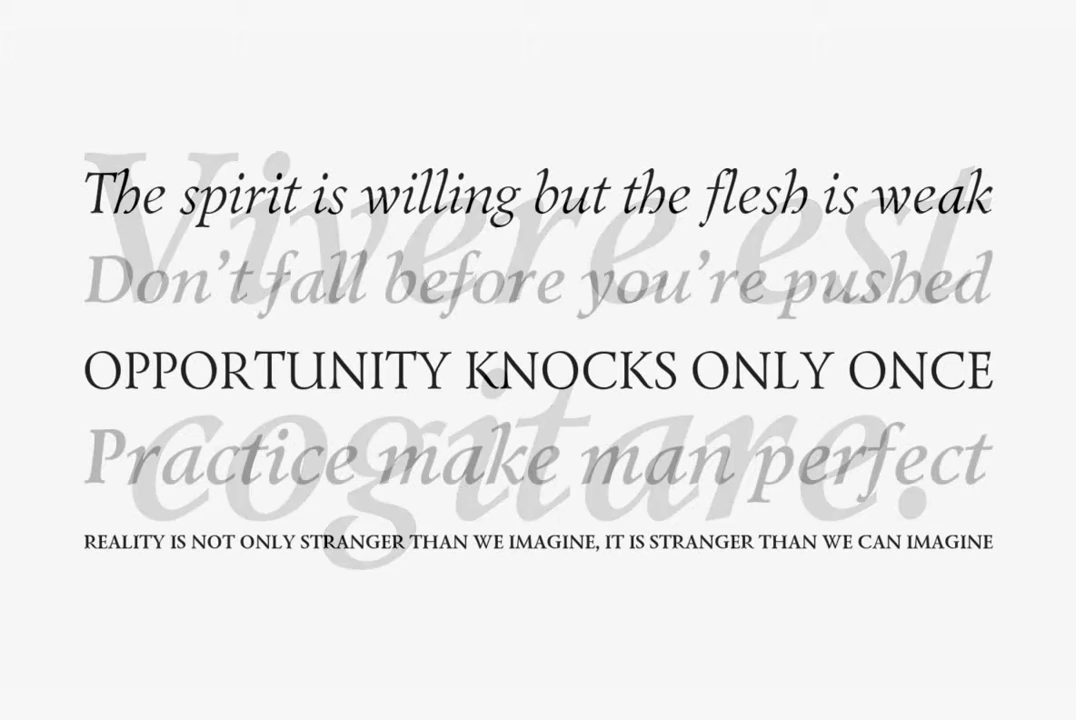 Vivere est
The spirit is willing but the flesh is weak
Don’t fall before you’re pushed
OPPORTUNITY KNOCKS ONLY ONCE
cogitare.
Practice make man perfect
REALITY IS NOT ONLY STRANGER THAN WE IMAGINE, IT IS STRANGER THAN WE CAN IMAGINE